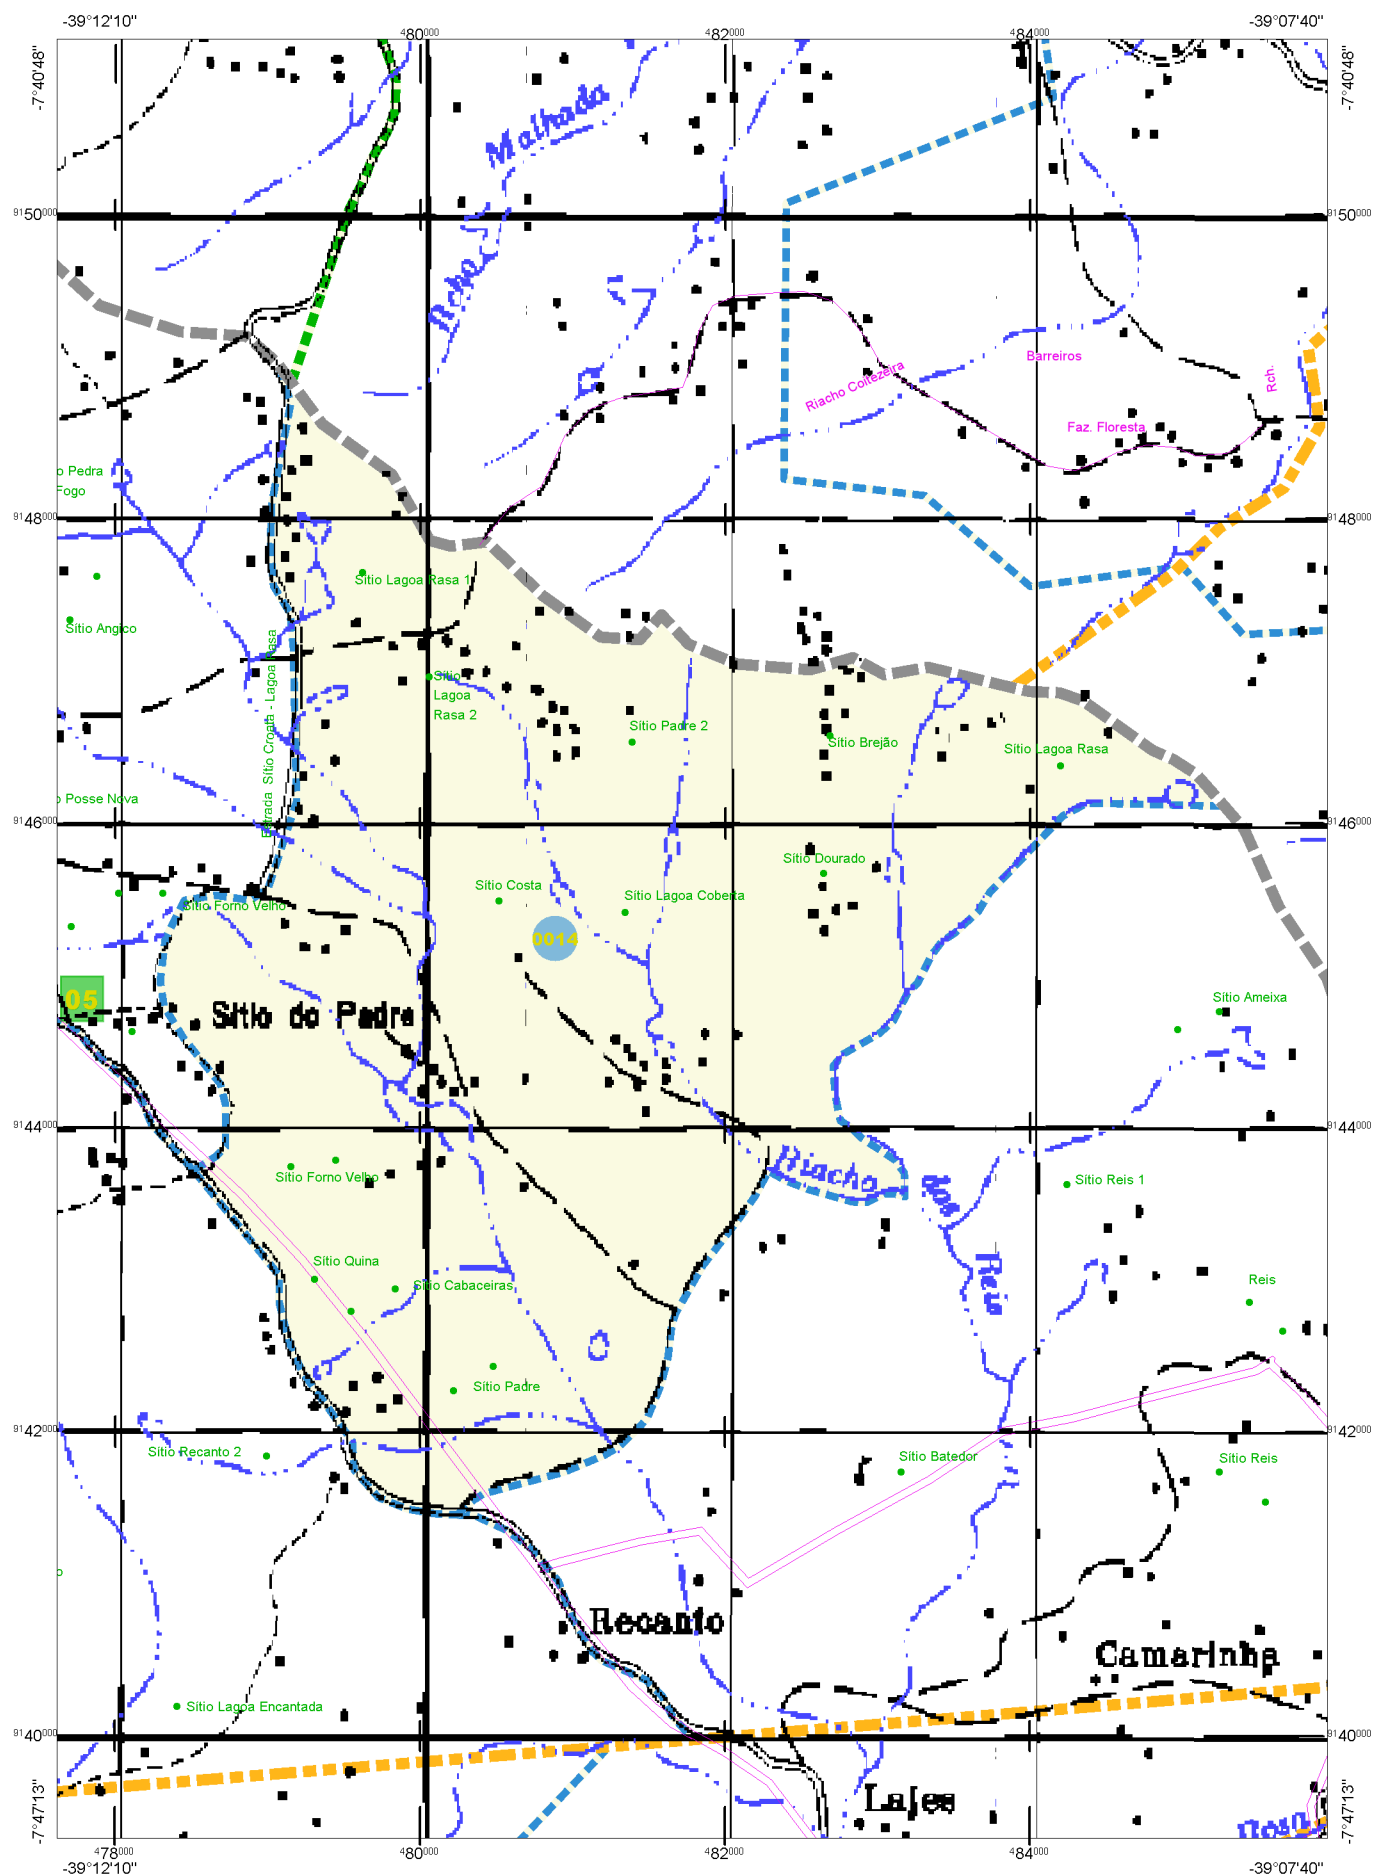 -39°12'10"
480000
482000
484000
-39°07'40"
-7°40'48"
-7°40'48"
Malhada
9150000
9150000
Rcho.
Barreiros
Riacho Coitezeira
Rch.
Faz. Floresta
o Pedra
Fogo
9148000
9148000
Sítio Lagoa Rasa 1
Sítio Angico
Estrada Sítio Croata - Lagoa Rasa
Sítio
Lagoa
Rasa 2
Sítio Padre 2
Sítio Brejão
Sítio Lagoa Rasa
o Posse Nova
9146000
9146000
Sítio Dourado
Sítio Costa
Sítio Lagoa Coberta
Sítio Forno Velho
0014
05
Sítio do Padre
Sítio Ameixa
9144000
9144000
Riacho
dos
Reis
Sítio Forno Velho
Sítio Reis 1
Sítio Quina
Sítio Cabaceiras
Reis
Sítio Padre
9142000
9142000
Sítio Recanto 2
Sítio Batedor
Sítio Reis
Recanto
Camarinha
Sítio Lagoa Encantada
9140000
9140000
Lajes
-7°47'13"
-7°47'13"
478000
480000
482000
484000
-39°12'10"
-39°07'40"